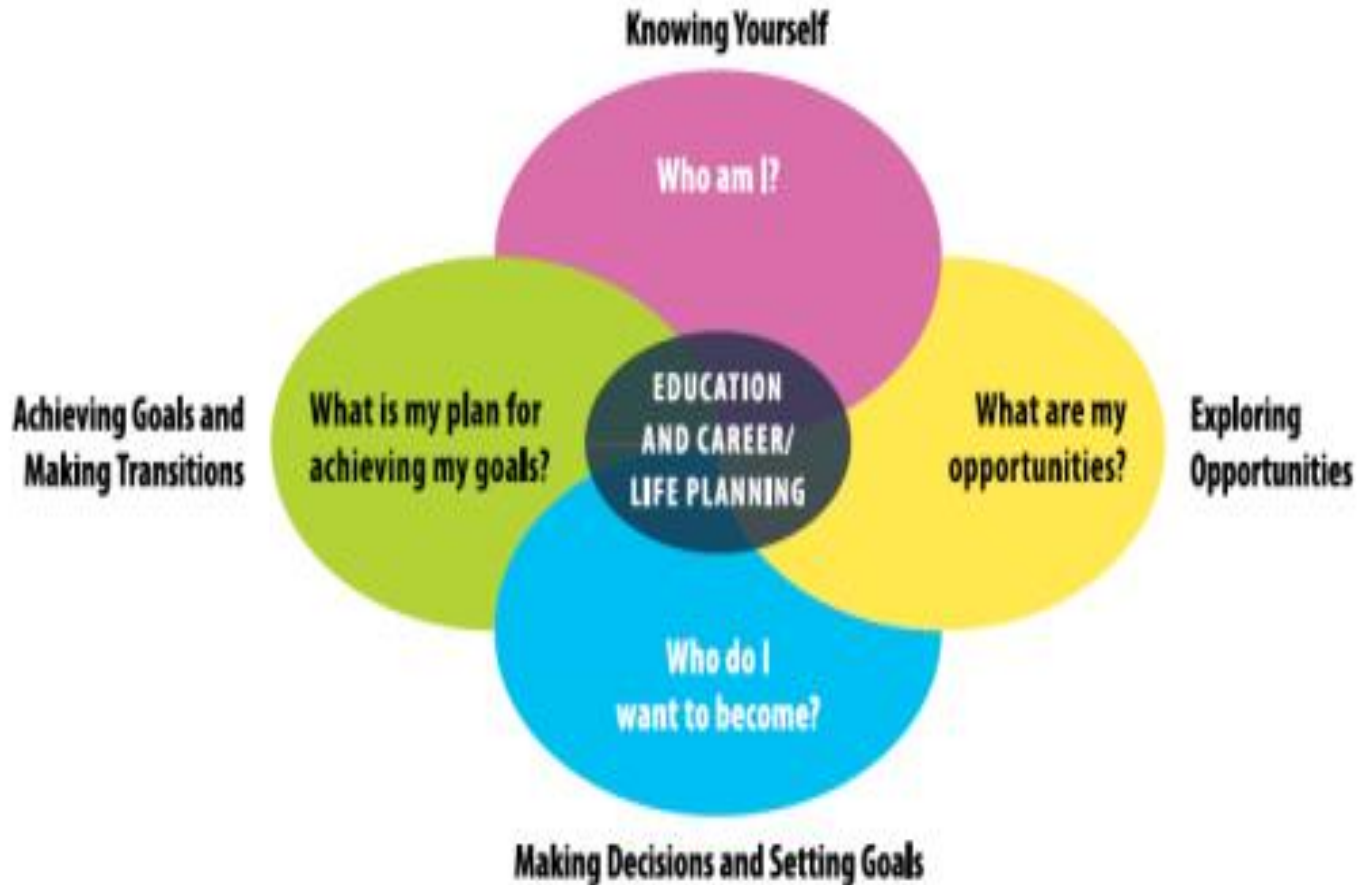 Knowing Yourself
Who am I?
Achieving Goals and
Making Transitions
What is my plan for
achieving my goals?
EDUCATION
AND CAREER/
LIFE PLANNING
What are my
opportunities?
Exploring
Opportunities
Who do I
want to become?
Making Decisions and Setting Goals